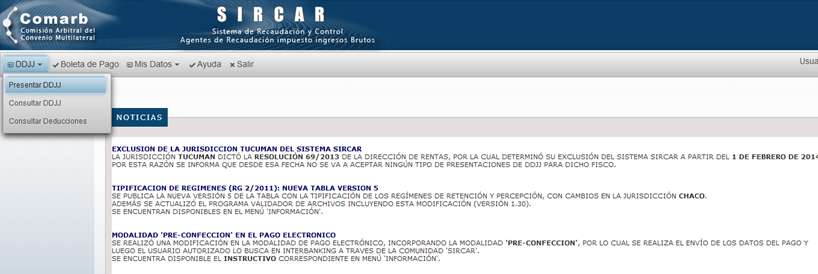 Comarb
Comisión Arbitral del
Convenio Multilateral
SIRCAR
Sistema de Recaudación y Control
Agentes de Recaudación impuesto ingresos Brutos
DDJJ Boleta de Pago Mis Datos Ayuda Salir
Presentar DDJJ
Consultar DDJJ
Consultar Deducciones
NOTICIAS
EXCLUSION DE LA JURISDICCION TUCUMAN DEL SISTEMA SIRCAR
LA JURISDICCIÓN TUCUMAN DICTÓ LA RESOLUCIÓN 69/2013 DE LA DIRECCIÓN DE RENTAS, POR LA CUAL DETERMINÓ SU EXCLUSIÓN DEL SISTEMA SIRCAR A PARTIR DEL 1 DE FEBRERO DE 2014
POR ESTA RAZÓN SE INFORMA QUE DESDE ESA FECHA NO SE VA A ACEPTAR NINGÚN TIPO DE PRESENTACIONES DE DDJJ PARA DICHO FISCO.
TIPIFICACION DE REGIMENES (RG 2/2011): NUEVA TABLA VERSION 5
SE PUBLICA LA NUEVA VERSIÓN 5 DE LA TABLA CON LA TIPIFICACIÓN DE LOS REGÍMENES DE RETENCIÓN Y PERCEPCIÓN, CON CAMBIOS EN LA JURISDICCIÓN CHACO.
ADEMÁS SE ACTUALIZÓ EL PROGRAMA VALIDADOR DE ARCHIVOS INCLUYENDO ESTA MODIFICACIÓN (VERSIÓN 1.30).
SE ENCUENTRAN DISPONIBLES EN EL MENÚ 'INFORMACIÓN'.
MODALIDAD 'PRE-CONFECCION' EN EL PAGO ELECTRONICO
SE REALIZÓ UNA MODIFICACIÓN EN LA MODALIDAD DE PAGO ELECTRÓNICO, INCORPORANDO LA MODALIDAD 'PRE-CONFECCION', POR LO CUAL SE REALIZA EL ENVÍO DE LOS DATOS DEL PAGO Y
LUEGO EL USUARIO AUTORIZADO LO BUSCA EN INTERBANKING A TRAVES DE LA COMUNIDAD 'SIRCAR'.
SE ENCUENTRA DISPONIBLE EL INSTRUCTIVO CORRESPONDIENTE EN MENÚ 'INFORMACIÓN'.